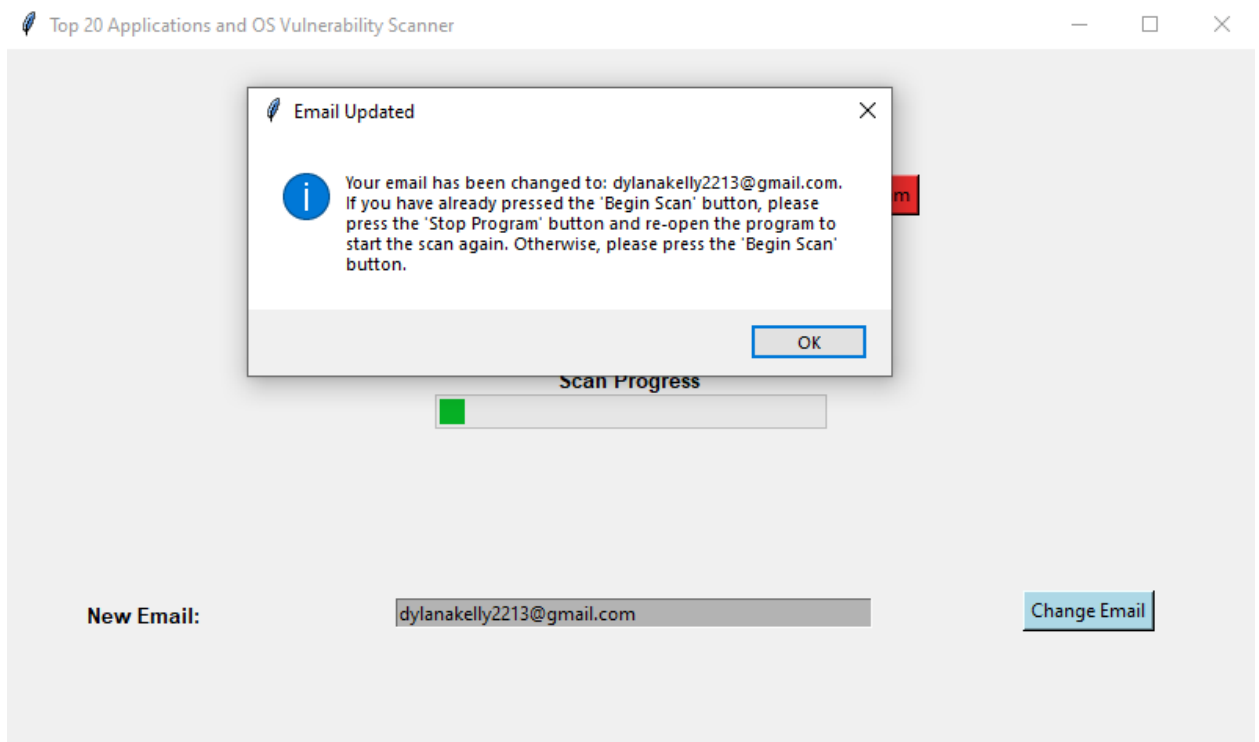 Top 20 Applications and OS Vulnerability Scanner
Email Updated
Your email has been changed to: dylanakelly2213@gmail.com.
If you have already pressed the 'Begin Scan' button, please
press the 'Stop Program' button and re-open the program to
start the scan again. Otherwise, please press the 'Begin Scan'
button.
m
OK
Scan Progress
New Email:
dylanakelly2213@gmail.com
Change Email